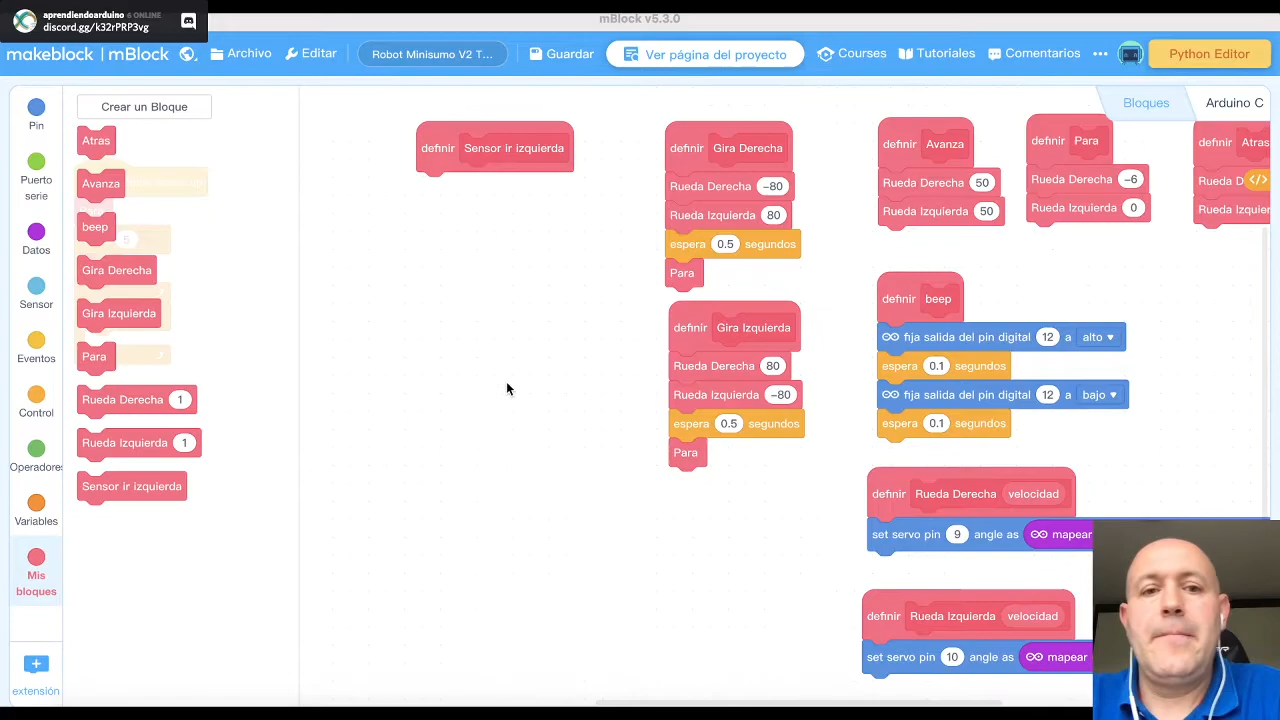 aprendiendoarduino 6 ONLINE
discord.gg/k32rPRP3vg
mBlock v5.3.0
makeblock | mBlock
Archivo
Editar
Robot Minisumo V2 T...
Guardar
Ver página del proyecto
Courses
Tutoriales
Comentarios
Python Editor
Pin
Puerto
serie
Datos
Sensor
Eventos
Control
Operadores
Variables
Mis
bloques
extensión
Crear un Bloque
Atras
Avanza
beep
Gira Derecha
Gira Izquierda
Para
Rueda Derecha 1
Rueda Izquierda 1
Sensor ir izquierda
definir Sensor ir izquierda
definir Gira Derecha
Rueda Derecha -80
Rueda Izquierda 80
espera 0.5 segundos
Para
definir Gira Izquierda
Rueda Derecha 80
Rueda Izquierda -80
espera 0.5 segundos
Para
definir Avanza
Rueda Derecha 50
Rueda Izquierda 50
definir Para
Rueda Derecha -6
Rueda Izquierda 0
Bloques
Arduino C
definir Atras
Rueda D
</>
Rueda Izquier
definir beep
fija salida del pin digital 12 a alto
espera 0.1 segundos
fija salida del pin digital 12 a bajo
espera 0.1 segundos
definir Rueda Derecha velocidad
set servo pin 9 angle as mapear
definir Rueda Izquierda velocidad
set servo pin 10 angle as mapear